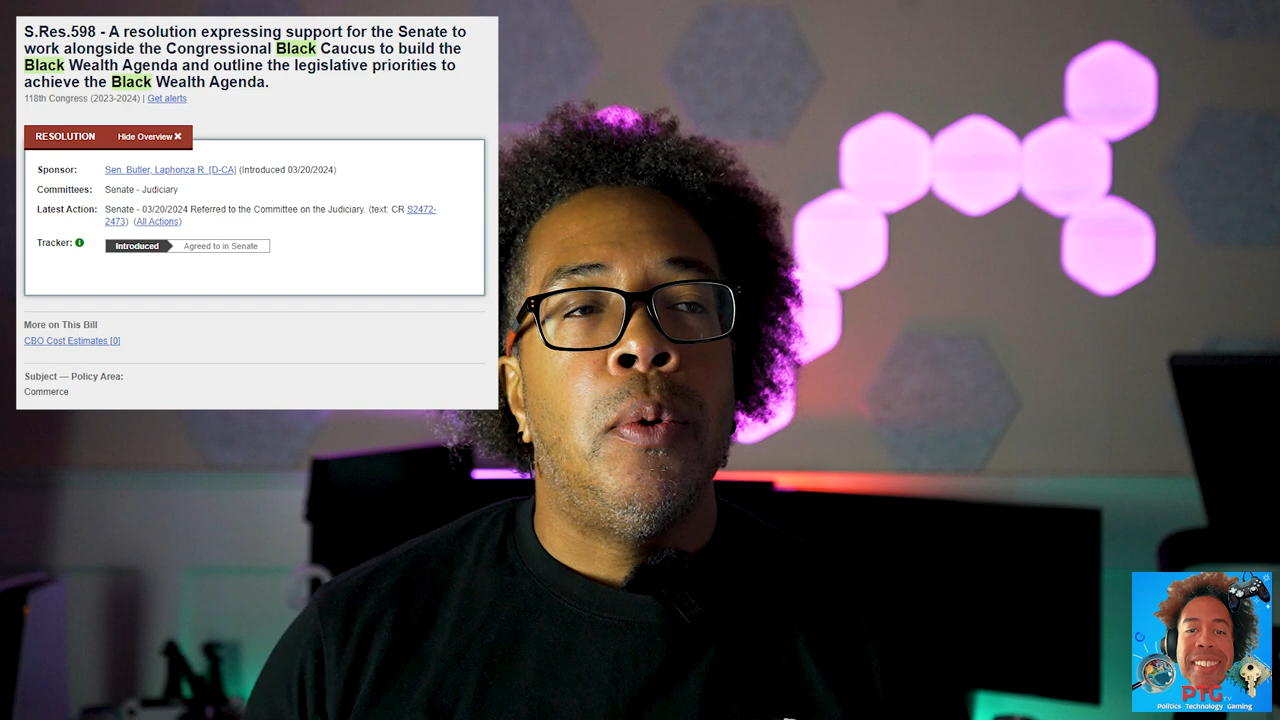 S.Res.598 - A resolution expressing support for the Senate to
work alongside the Congressional Black Caucus to build the
Black Wealth Agenda and outline the legislative priorities to
achieve the Black Wealth Agenda.
118th Congress (2023-2024) | Get alerts
RESOLUTION Hide Overview ✕
Sponsor: Sen. Butler, Laphonza R. [D-CA] (Introduced 03/20/2024)
Committees: Senate - Judiciary
Latest Action: Senate - 03/20/2024 Referred to the Committee on the Judiciary. (text: CR S2472-
2473) (All Actions)
Tracker: Introduced Agreed to in Senate
More on This Bill
CBO Cost Estimates [0]
Subject — Policy Area:
Commerce
PTG TV
Politics Technology Gaming